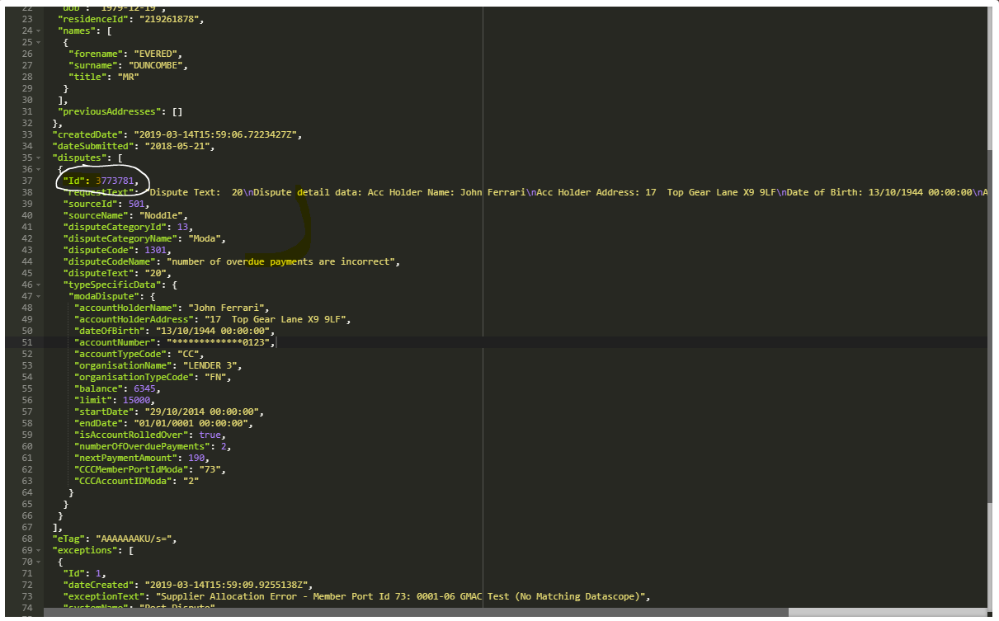 22 "dob": "1979-12-19",
23 "residenceId": "219261878",
24 "names": [
25 {
26 "forename": "EVERED",
27 "surname": "DUNCOMBE",
28 "title": "MR"
29 }
30 ],
31 "previousAddresses": []
32 },
33 "createdDate": "2019-03-14T15:59:06.7223427Z",
34 "dateSubmitted": "2018-05-21",
35 "disputes": [
36 {
37 "Id": 3773781,
38 "requestText": "Dispute Text:  20\nDispute detail data: Acc Holder Name: John Ferrari\nAcc Holder Address: 17  Top Gear Lane X9 9LF\nDate of Birth: 13/10/1944 00:00:00\nA
39 "sourceId": 501,
40 "sourceName": "Noddle",
41 "disputeCategoryId": 13,
42 "disputeCategoryName": "Moda",
43 "disputeCode": 1301,
44 "disputeCodeName": "number of overdue payments are incorrect",
45 "disputeText": "20",
46 "typeSpecificData": {
47 "modaDispute": {
48 "accountHolderName": "John Ferrari",
49 "accountHolderAddress": "17  Top Gear Lane X9 9LF",
50 "dateOfBirth": "13/10/1944 00:00:00",
51 "accountNumber": "*************0123",
52 "accountTypeCode": "CC",
53 "organisationName": "LENDER 3",
54 "organisationTypeCode": "FN",
55 "balance": 6345,
56 "limit": 15000,
57 "startDate": "29/10/2014 00:00:00",
58 "endDate": "01/01/0001 00:00:00",
59 "isAccountRolledOver": true,
60 "numberOfOverduePayments": 2,
61 "nextPaymentAmount": 190,
62 "CCCMemberPortIdModa": "73",
63 "CCCAccountIDModa": "2"
64 }
65 }
66 }
67 ],
68 "eTag": "AAAAAAAKU/s=",
69 "exceptions": [
70 {
71 "Id": 1,
72 "dateCreated": "2019-03-14T15:59:09.9255138Z",
73 "exceptionText": "Supplier Allocation Error - Member Port Id 73: 0001-06 GMAC Test (No Matching Datascope)",
74 "systemName": "Post Dispute"